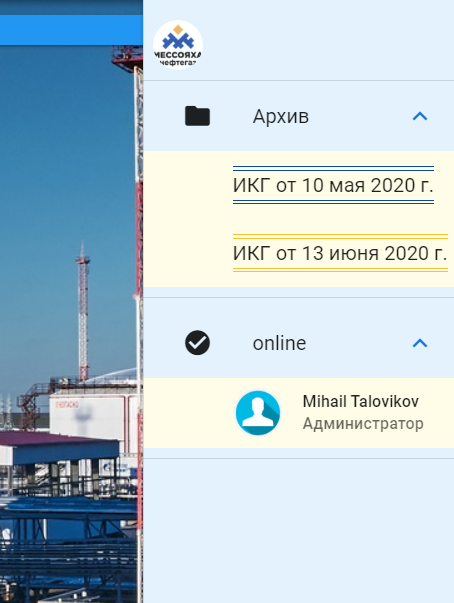 МЕССОЯХА
НЕФТЕГАЗ
Архив
ИКГ от 10 мая 2020 г.
ИКГ от 13 июня 2020 г.
online
Mihail Talovikov
Администратор